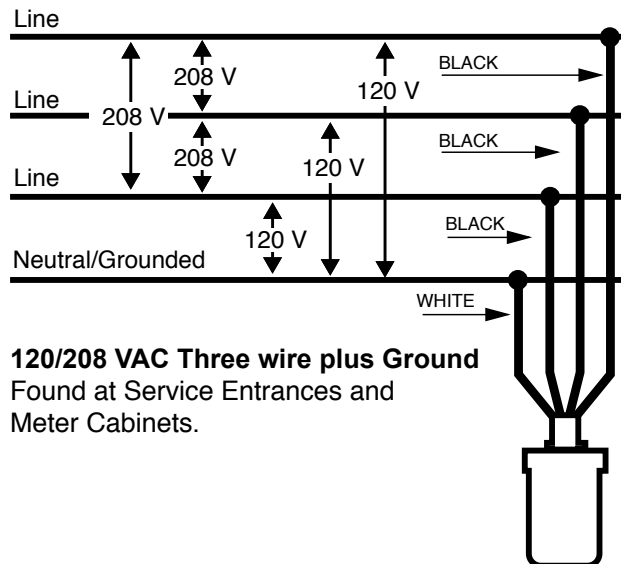 Line
208 V
120 V
BLACK
Line
208 V
208 V
120 V
BLACK
Line
120 V
BLACK
Neutral/Grounded
WHITE
120/208 VAC Three wire plus Ground
Found at Service Entrances and
Meter Cabinets.